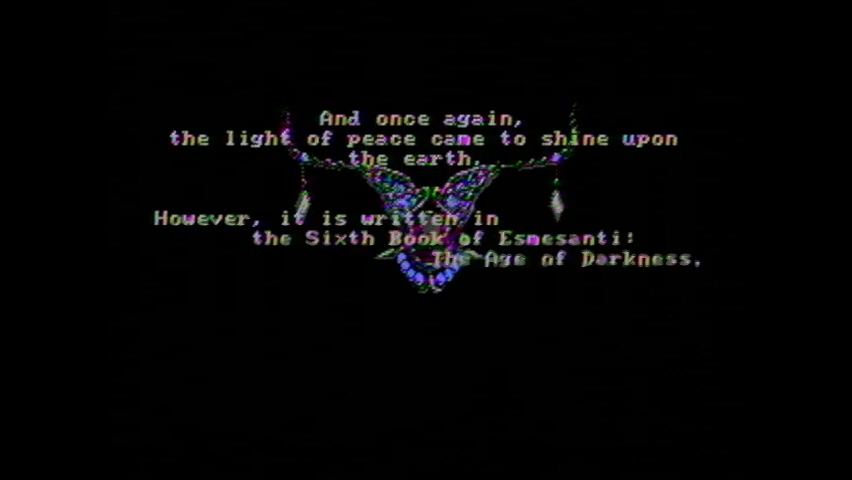 And once again,
the light of peace came to shine upon
the earth.
However, it is written in
the Sixth Book of Esmesanti:
The Age of Darkness.